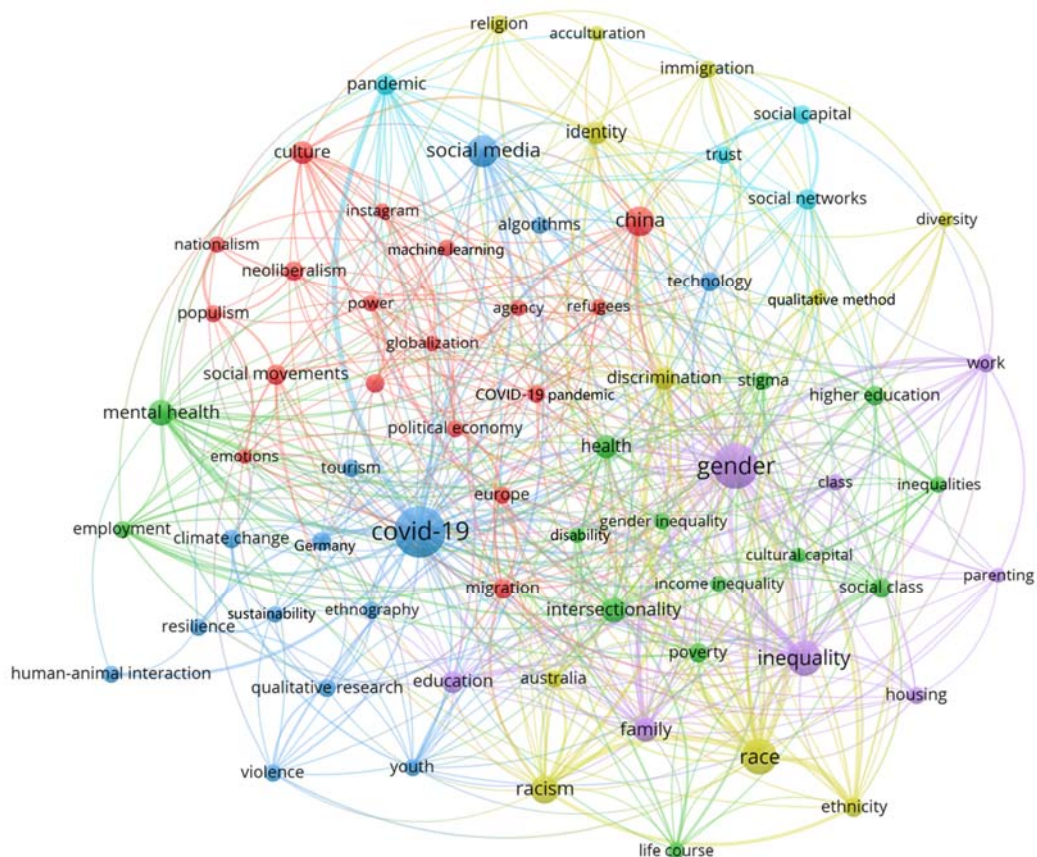 religion
acculturation
immigration
pandemic
social capital
identity
social media
culture
trust
social networks
instagram
china
diversity
algorithms
nationalism
machine learning
neoliberalism
technology
qualitative method
power
agency
refugees
populism
globalization
work
social movements
discrimination
stigma
COVID-19 pandemic
higher education
mental health
political economy
health
emotions
tourism
gender
class
inequalities
europe
employment
covid-19
gender inequality
climate change
Germany
disability
cultural capital
parenting
migration
income inequality
social class
sustainability
ethnography
intersectionality
resilience
poverty
inequality
human-animal interaction
qualitative research
education
australia
housing
family
race
violence
youth
racism
ethnicity
life course